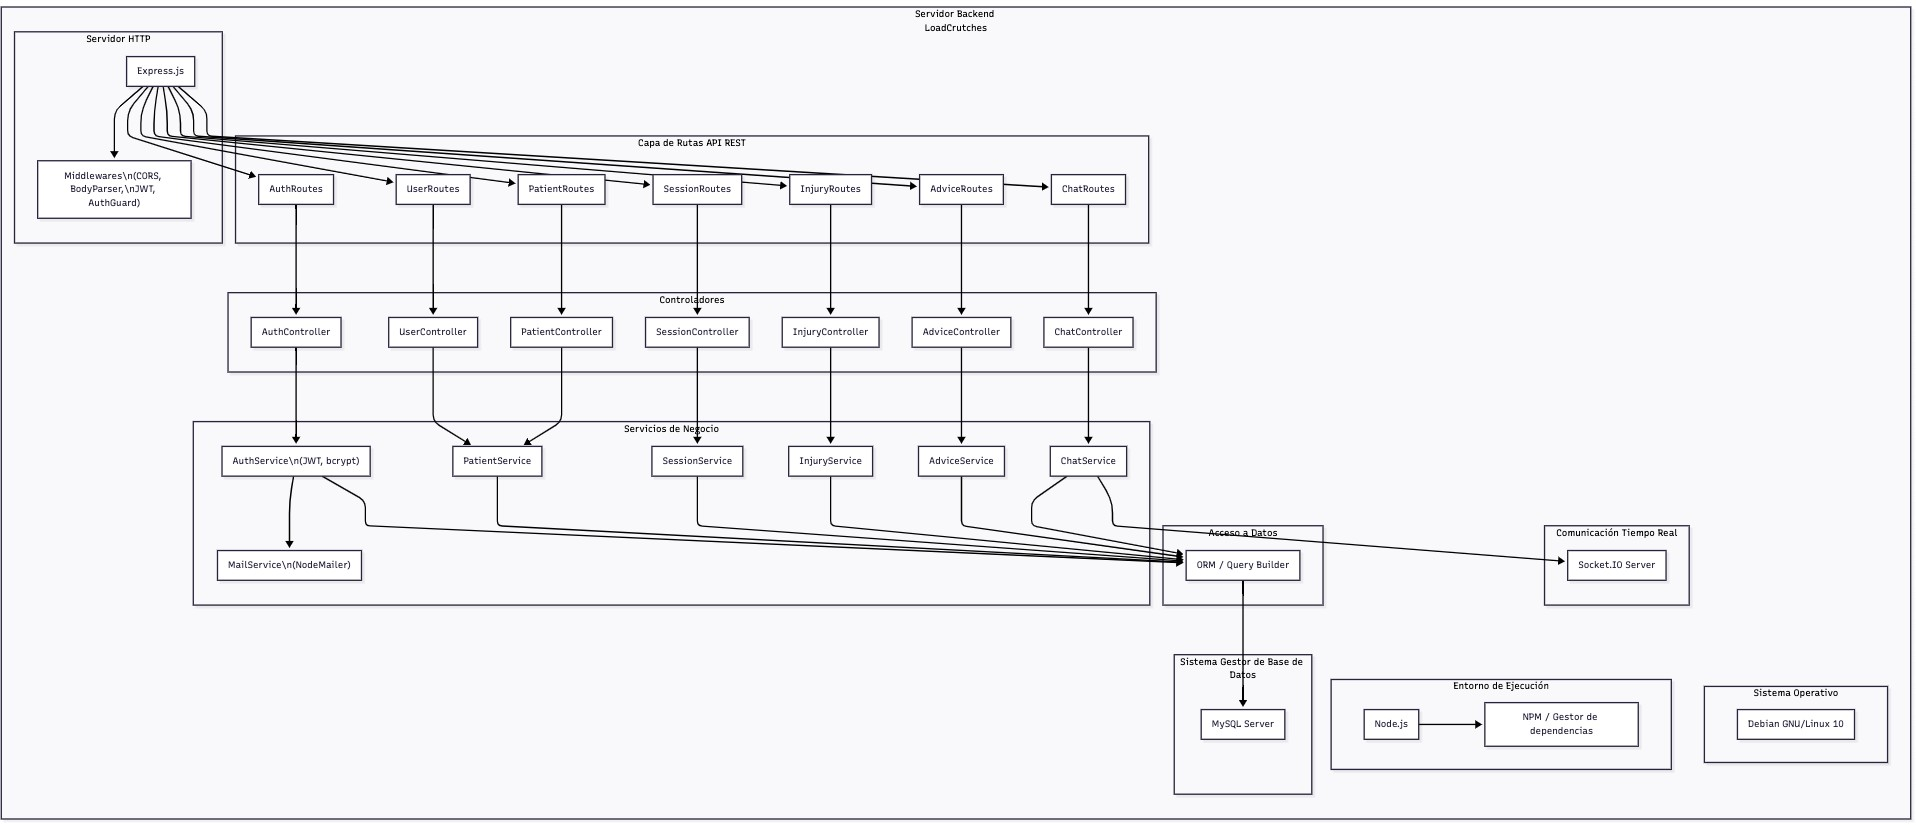 Servidor Backend
LoadCrutches
Servidor HTTP
Express.js
Middlewares\n(CORS,
BodyParser,\nJWT,
AuthGuard)
Capa de Rutas API REST
AuthRoutes
UserRoutes
PatientRoutes
SessionRoutes
InjuryRoutes
AdviceRoutes
ChatRoutes
Controladores
AuthController
UserController
PatientController
SessionController
InjuryController
AdviceController
ChatController
Servicios de Negocio
AuthService\n(JWT, bcrypt)
PatientService
SessionService
InjuryService
AdviceService
ChatService
MailService\n(NodeMailer)
Acceso a Datos
ORM / Query Builder
Comunicación Tiempo Real
Socket.IO Server
Sistema Gestor de Base de
Datos
MySQL Server
Entorno de Ejecución
Node.js
NPM / Gestor de
dependencias
Sistema Operativo
Debian GNU/Linux 10